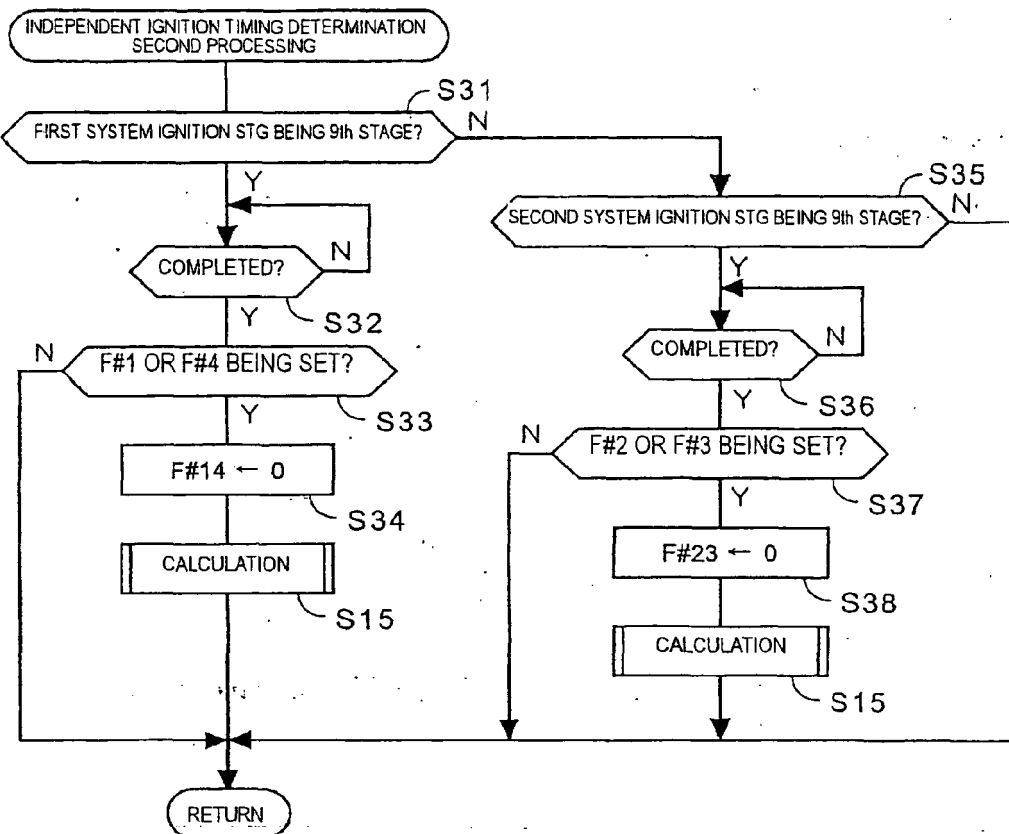 INDEPENDENT IGNITION TIMING DETERMINATION
SECOND PROCESSING
S31
FIRST SYSTEM IGNITION STG BEING 9th STAGE?
N
Y
S35
SECOND SYSTEM IGNITION STG BEING 9th STAGE?
N
Y
COMPLETED?
N
S32
Y
COMPLETED?
N
S36
Y
N
F#1 OR F#4 BEING SET?
S33
Y
N
F#2 OR F#3 BEING SET?
S37
Y
F#14 ← 0
S34
F#23 ← 0
S38
CALCULATION
S15
CALCULATION
S15
RETURN